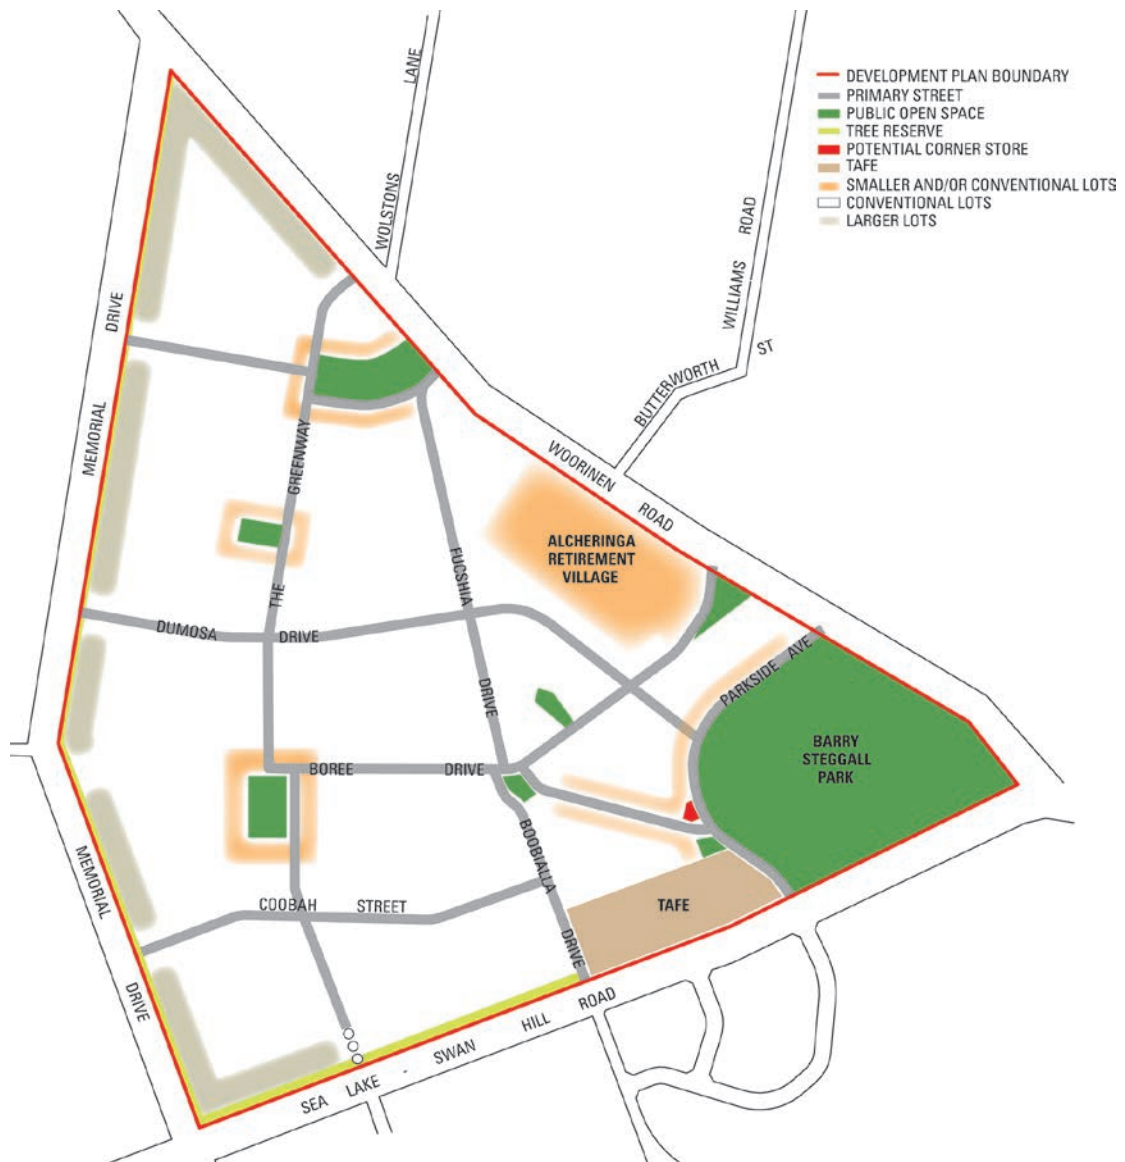 LANE
WOLSTONS
DEVELOPMENT PLAN BOUNDARY
PRIMARY STREET
PUBLIC OPEN SPACE
TREE RESERVE
POTENTIAL CORNER STORE
TAFE
SMALLER AND/OR CONVENTIONAL LOTS
CONVENTIONAL LOTS
LARGER LOTS
WILLIAMS ROAD
BUTTERWORTH ST
MEMORIAL DRIVE
THE GREENWAY
WOORINEN ROAD
ALCHERINGA
RETIREMENT
VILLAGE
FUCSHIA DRIVE
DUMOSA DRIVE
PARKSIDE AVE
BARRY
STEGGALL
PARK
BOREE DRIVE
BOOBIALLA DRIVE
MEMORIAL DRIVE
COOBAH STREET
TAFE
SEA LAKE - SWAN HILL ROAD